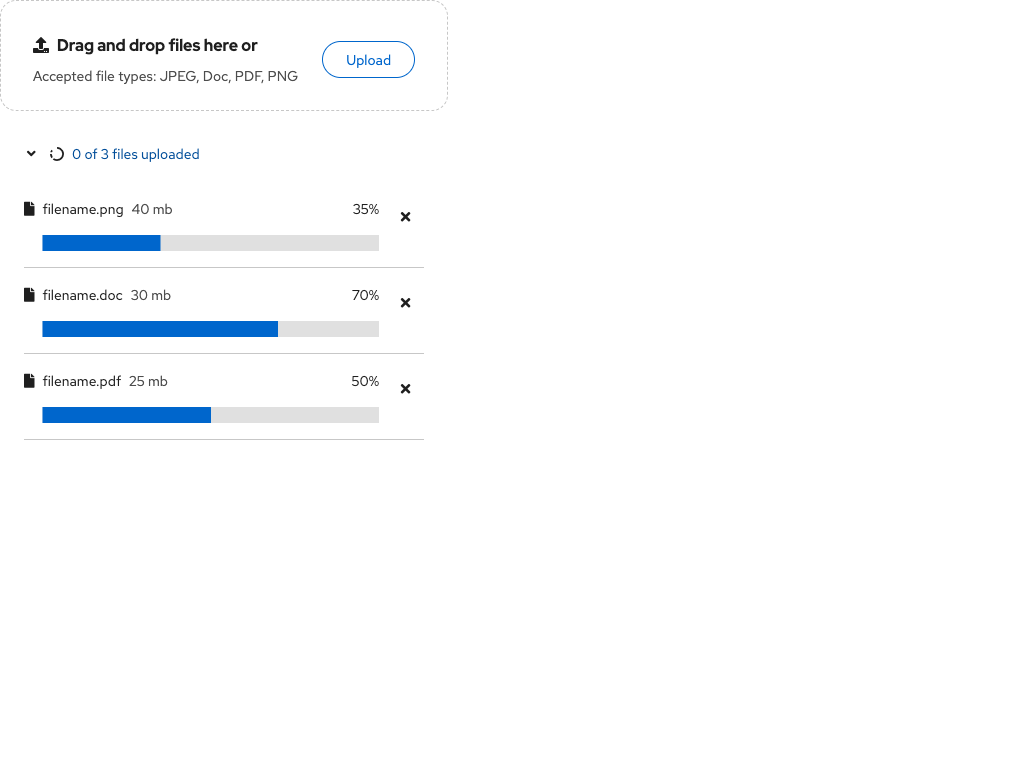 Drag and drop files here or
Accepted file types: JPEG, Doc, PDF, PNG
Upload
0 of 3 files uploaded
filename.png 40 mb 35%
filename.doc 30 mb 70%
filename.pdf 25 mb 50%